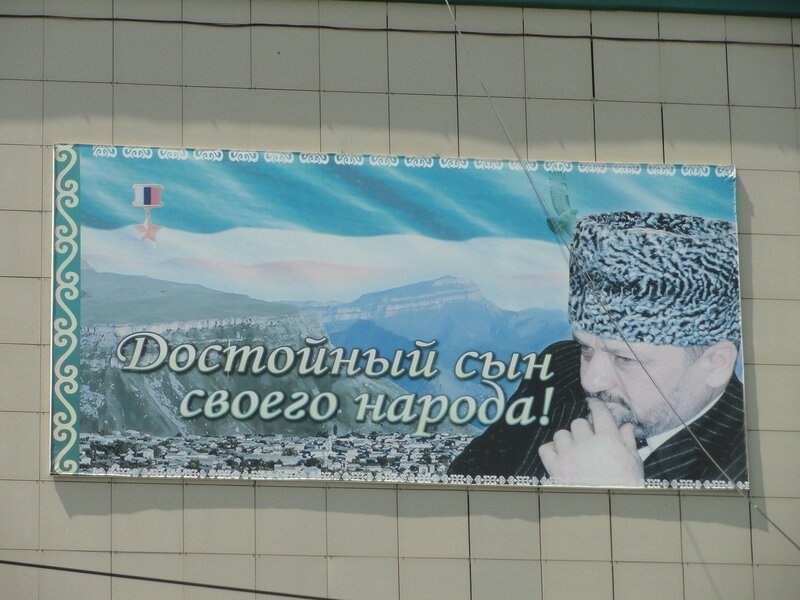 Достойный сын
своего народа!